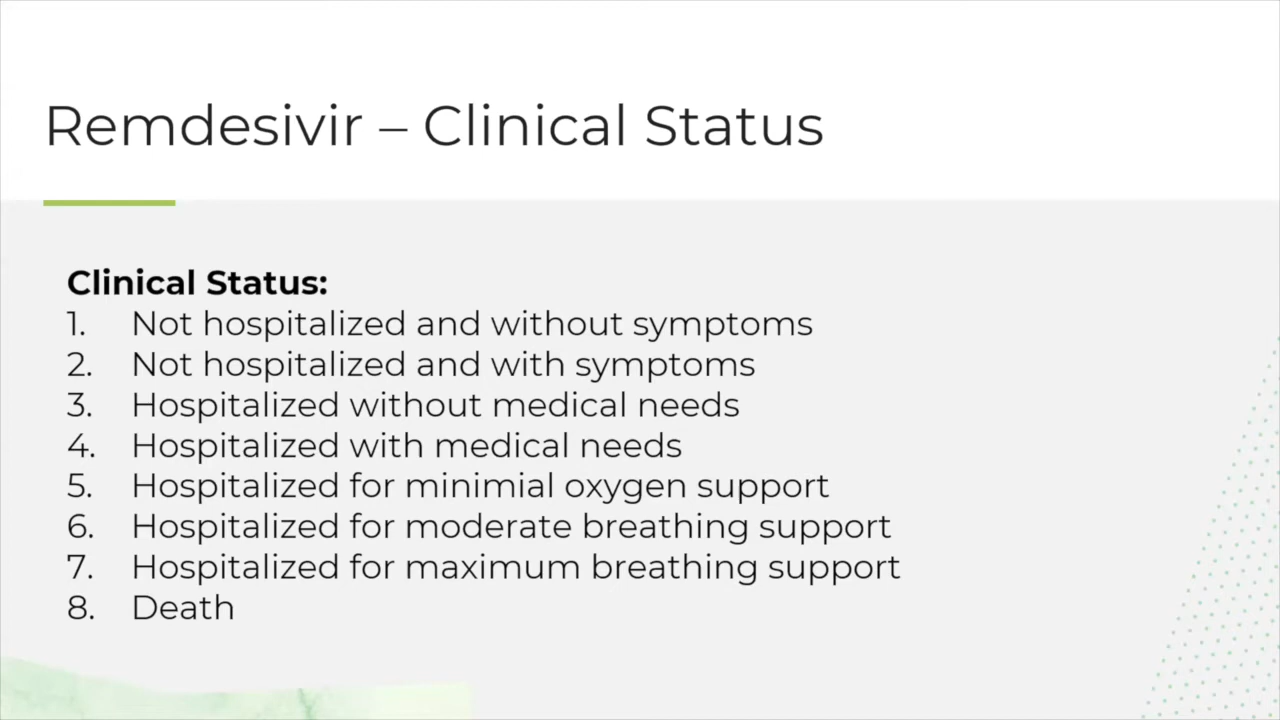 Remdesivir – Clinical Status
Clinical Status:
1. Not hospitalized and without symptoms
2. Not hospitalized and with symptoms
3. Hospitalized without medical needs
4. Hospitalized with medical needs
5. Hospitalized for minimial oxygen support
6. Hospitalized for moderate breathing support
7. Hospitalized for maximum breathing support
8. Death